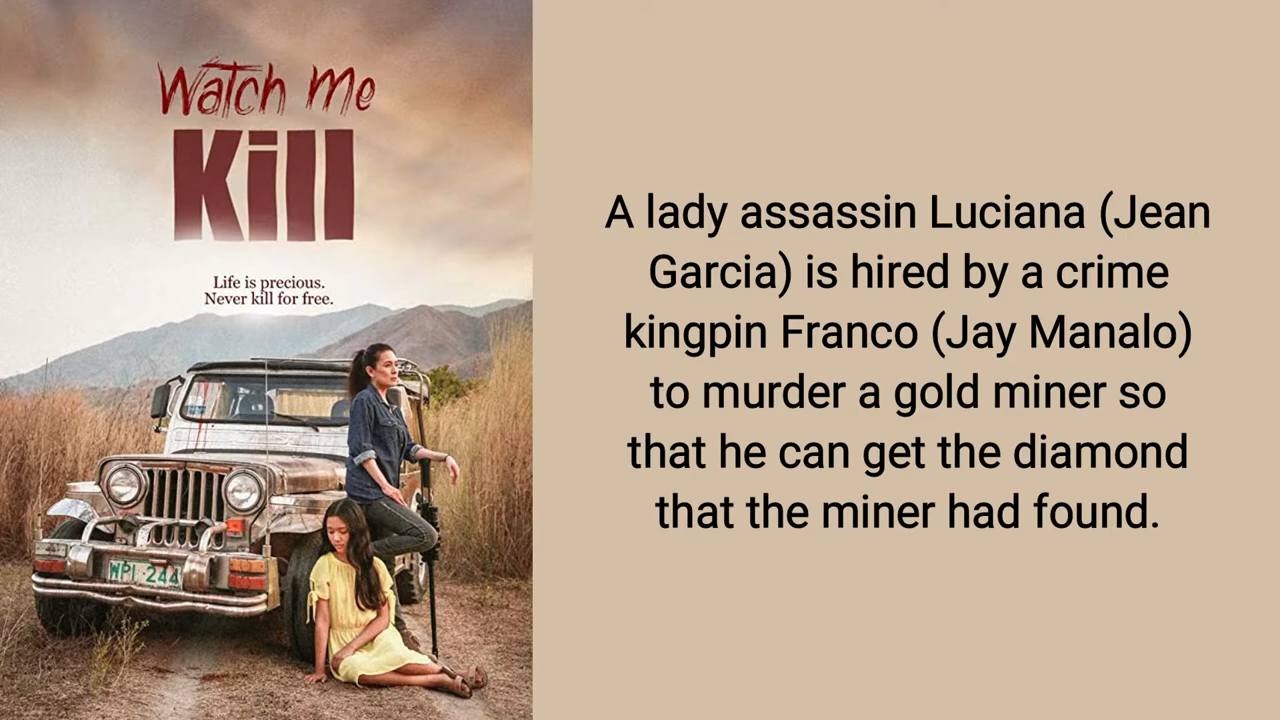 Watch Me
Kill
Life is precious.
Never kill for free.
WPI 244
A lady assassin Luciana (Jean
Garcia) is hired by a crime
kingpin Franco (Jay Manalo)
to murder a gold miner so
that he can get the diamond
that the miner had found.